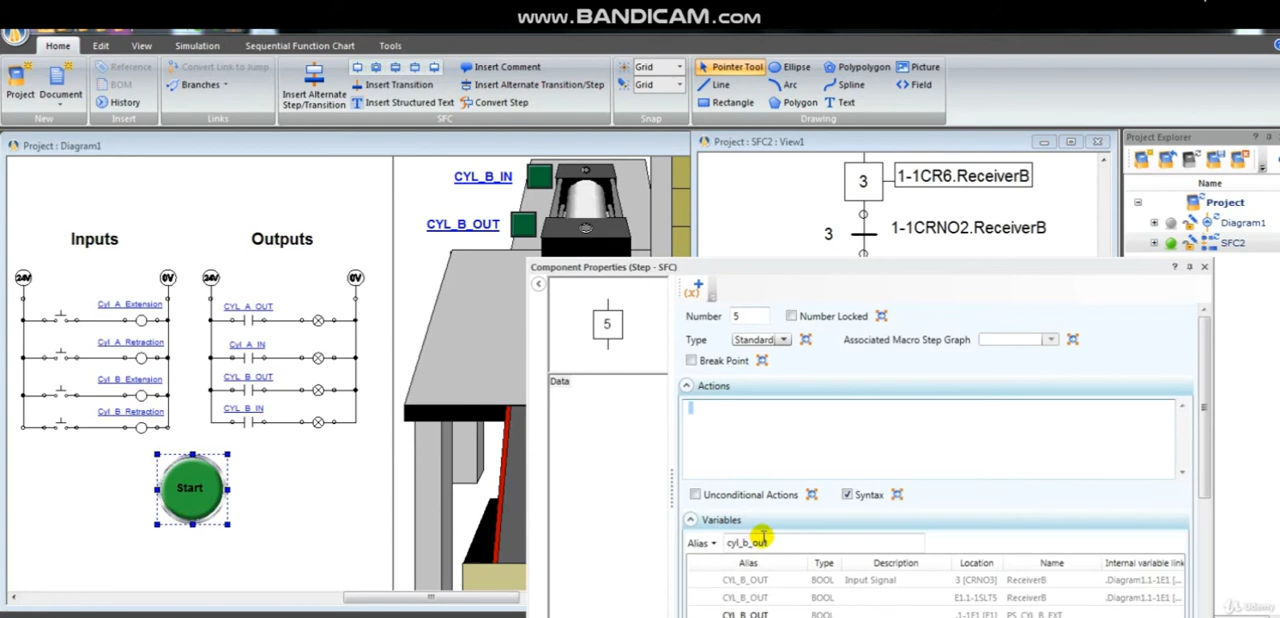 www.BANDICAM.com
Home Edit View Simulation Sequential Function Chart Tools
Reference
BOM
History
Project Document
Convert Link to Jump
Branches
Insert Alternate Step/Transition
Insert Transition
Insert Structured Text
Insert Comment
Insert Alternate Transition/Step
Convert Step
Grid
Grid
Pointer Tool Ellipse Polypolygon Picture
Line Arc Spline Field
Rectangle Polygon Text
New Insert Links SFC Snap Drawing
Project : Diagram1
Project : SFC2 : View1
Project Explorer
Name
Project
Diagram1
SFC2
CYL_B_IN
CYL_B_OUT
3
1-1CR6.ReceiverB
3
1-1CRNO2.ReceiverB
Inputs
Outputs
24V 0V 24V 0V
Cyl_A_Extension
Cyl_A_Retraction
Cyl_B_Extension
Cyl_B_Retraction
CYL_A_OUT
Cyl_A_IN
CYL_B_OUT
CYL_B_IN
Start
Component Properties (Step - SFC)
5
Data
Number 5 Number Locked
Type Standard Associated Macro Step Graph
Break Point
Actions
Unconditional Actions Syntax
Variables
Alias cyl_b_out
Alias Type Description Location Name Internal variable link
CYL_B_OUT BOOL Input Signal 3 [CRNO3] ReceiverB .Diagram1.1-1E1 [...
CYL_B_OUT BOOL E1.1-1SLT5 ReceiverB .Diagram1.1-1E1 [...
CYL_B_OUT BOOL .1-1E1 [E1] PS_CYL_B_EXT
Udemy